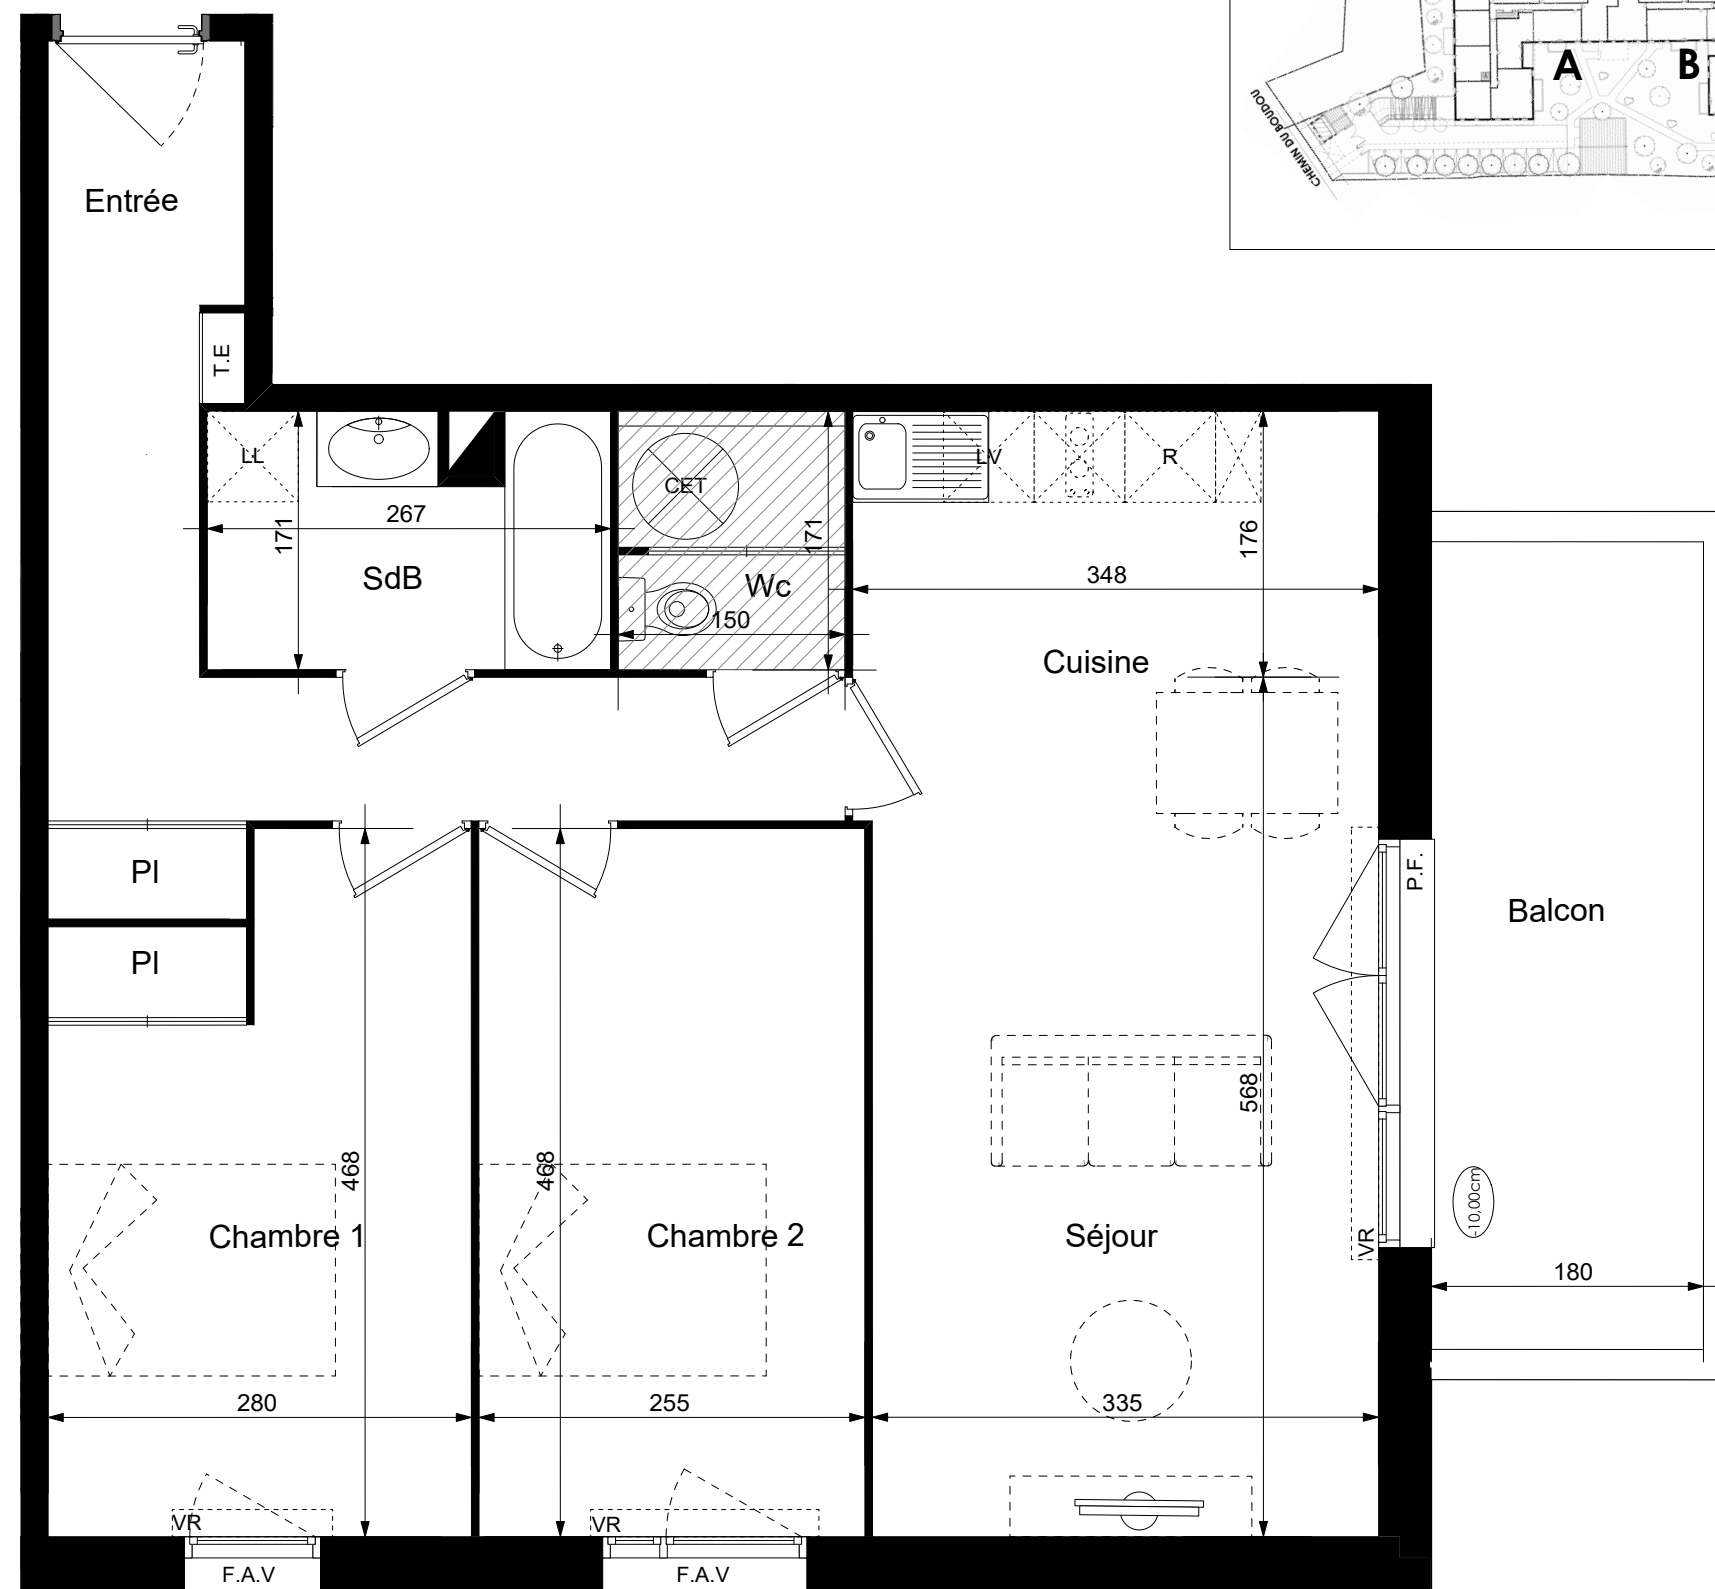 A
B
CHEMIN DU BOUDOU
Entrée
T.E
LL
CET
LV
R
267
171
171
176
SdB
Wc
150
348
Cuisine
Pl
P.F.
Balcon
Pl
468
468
568
-10,00cm
Chambre 1
Chambre 2
Séjour
VR
180
280
255
335
VR
VR
F.A.V
F.A.V